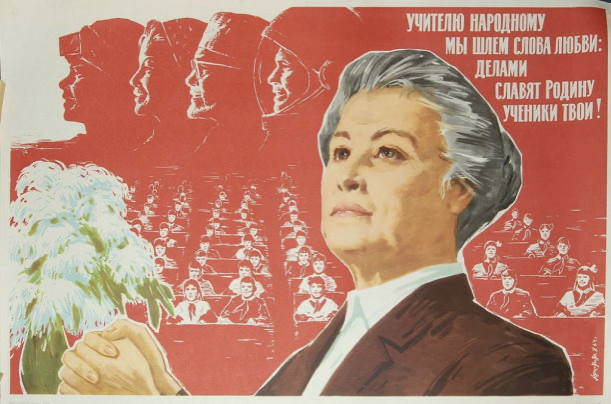 УЧИТЕЛЮ НАРОДНОМУ
МЫ ШЛЕМ СЛОВА ЛЮБВИ:
ДЕЛАМИ
СЛАВЯТ РОДИНУ
УЧЕНИКИ ТВОИ!